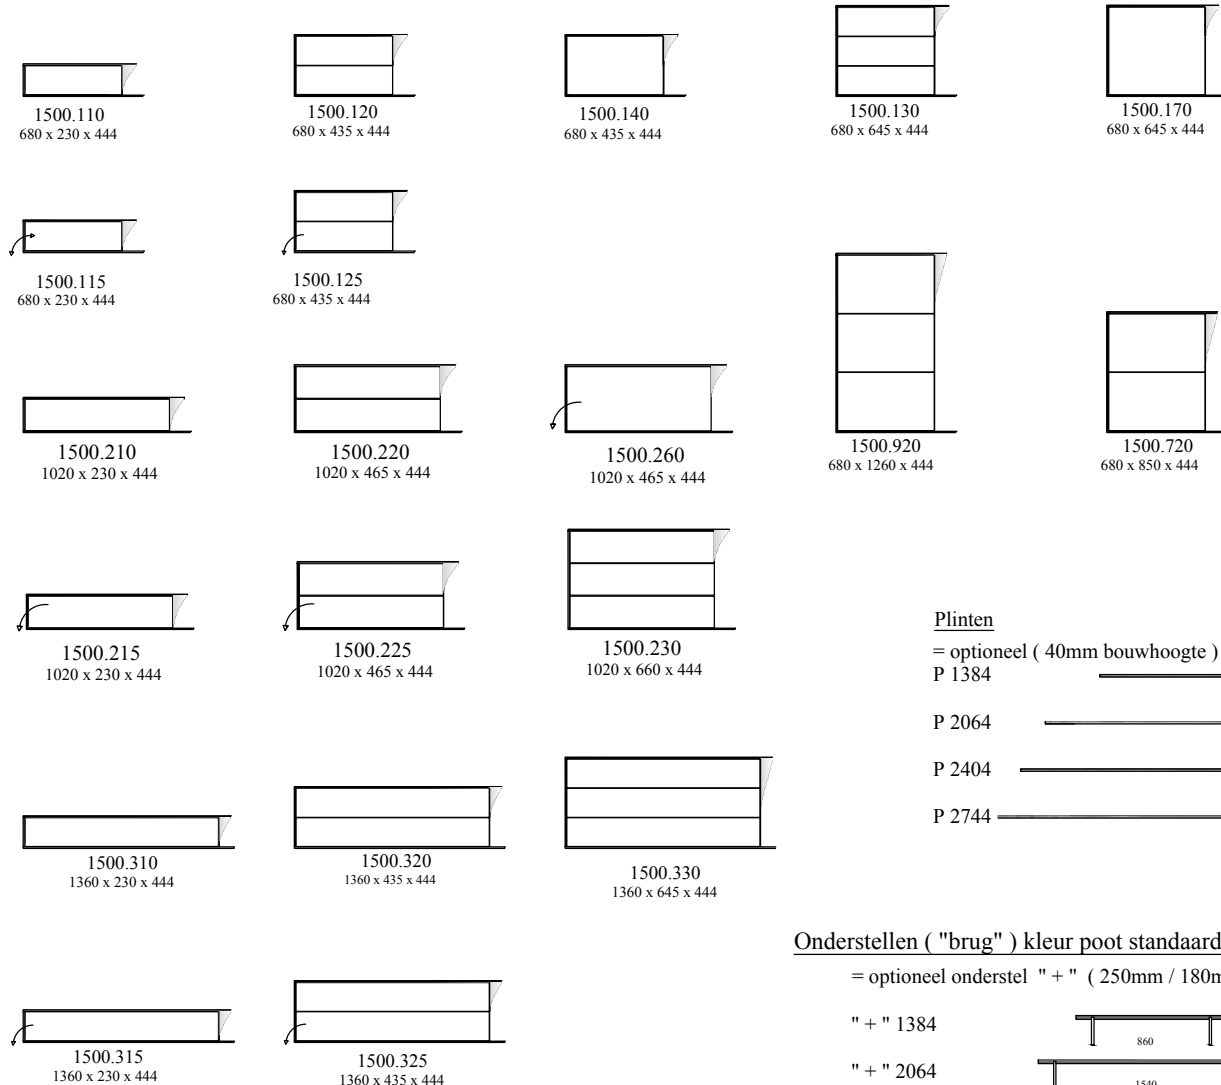 1500.110
680 x 230 x 444
1500.120
680 x 435 x 444
1500.140
680 x 435 x 444
1500.130
680 x 645 x 444
1500.170
680 x 645 x 444
1500.115
680 x 230 x 444
1500.125
680 x 435 x 444
1500.210
1020 x 230 x 444
1500.220
1020 x 465 x 444
1500.260
1020 x 465 x 444
1500.920
680 x 1260 x 444
1500.720
680 x 850 x 444
1500.215
1020 x 230 x 444
1500.225
1020 x 465 x 444
1500.230
1020 x 660 x 444
Plinten
= optioneel ( 40mm bouwhoogte )
P 1384
P 2064
P 2404
P 2744
1500.310
1360 x 230 x 444
1500.320
1360 x 435 x 444
1500.330
1360 x 645 x 444
Onderstellen ( "brug" ) kleur poot standaard
= optioneel onderstel " + " ( 250mm / 180m
" + " 1384
860
" + " 2064
1540
1500.315
1360 x 230 x 444
1500.325
1360 x 435 x 444